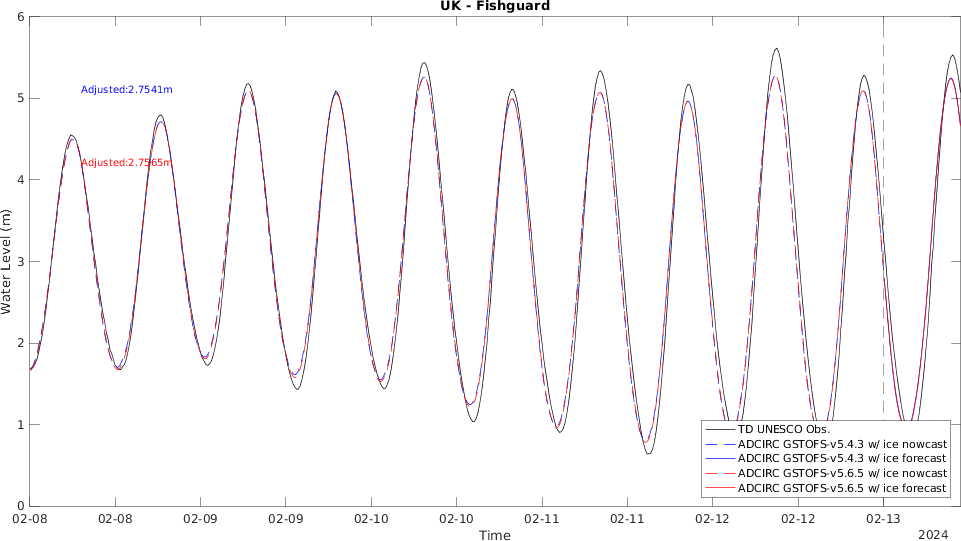 UK - Fishguard
6
5
4
3
2
1
0
Water Level (m)
Adjusted:2.7541m
Adjusted:2.7565m
TD UNESCO Obs.
ADCIRC GSTOFS-v5.4.3 w/ ice nowcast
ADCIRC GSTOFS-v5.4.3 w/ ice forecast
ADCIRC GSTOFS-v5.6.5 w/ ice nowcast
ADCIRC GSTOFS-v5.6.5 w/ ice forecast
02-08 02-08 02-09 02-09 02-10 02-10 02-11 02-11 02-12 02-12 02-13
Time
2024